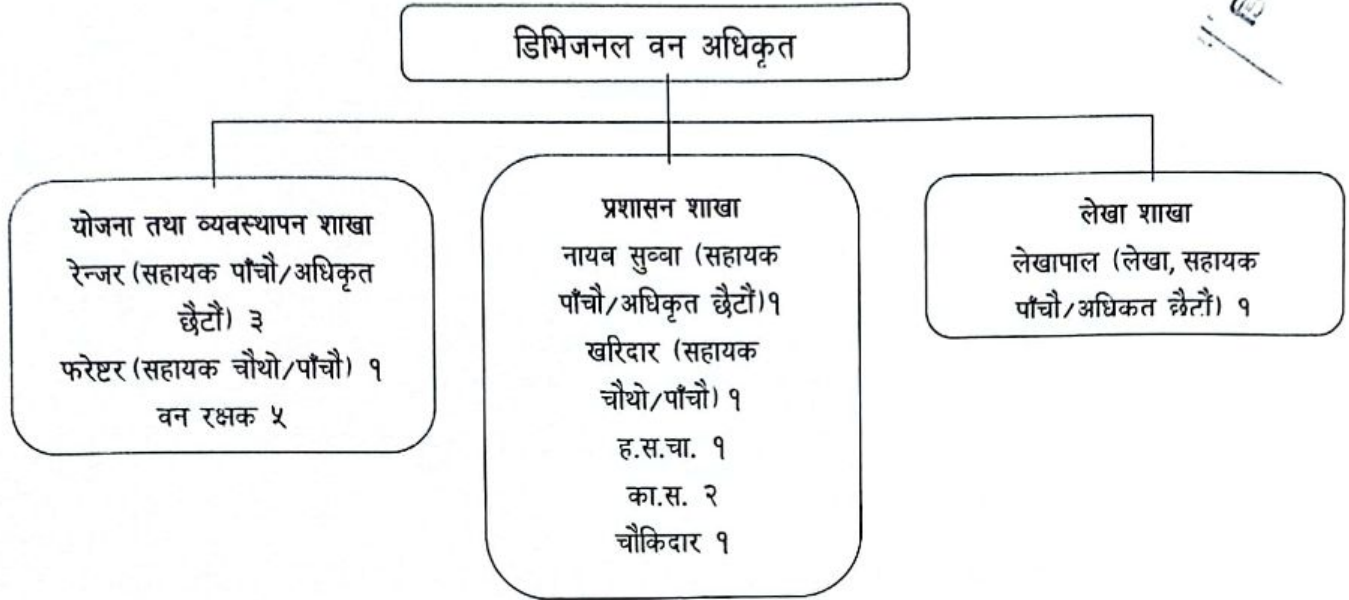 डिभिजनल वन अधिकृत
योजना तथा व्यवस्थापन शाखा
रेन्जर (सहायक पाँचौ/अधिकृत
छैटौं) ३
फरेष्टर (सहायक चौथो/पाँचौ) १
वन रक्षक ५
प्रशासन शाखा
नायव सुव्वा (सहायक
पाँचौ/अधिकृत छैटौं)१
खरिदार (सहायक
चौथो/पाँचौ) १
ह.स.चा. १
का.स. २
चौकिदार १
लेखा शाखा
लेखापाल (लेखा, सहायक
पाँचौ/अधिकत छैटौं) १